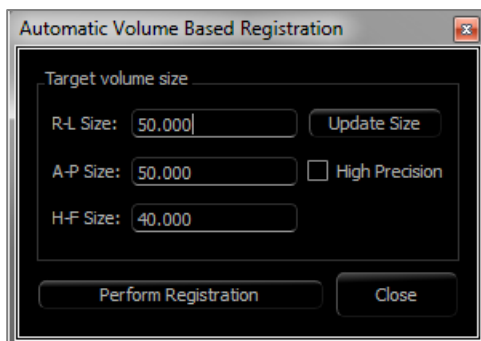 Automatic Volume Based Registration
Target volume size
R-L Size: 50.000 Update Size
A-P Size: 50.000 High Precision
H-F Size: 40.000
Perform Registration Close